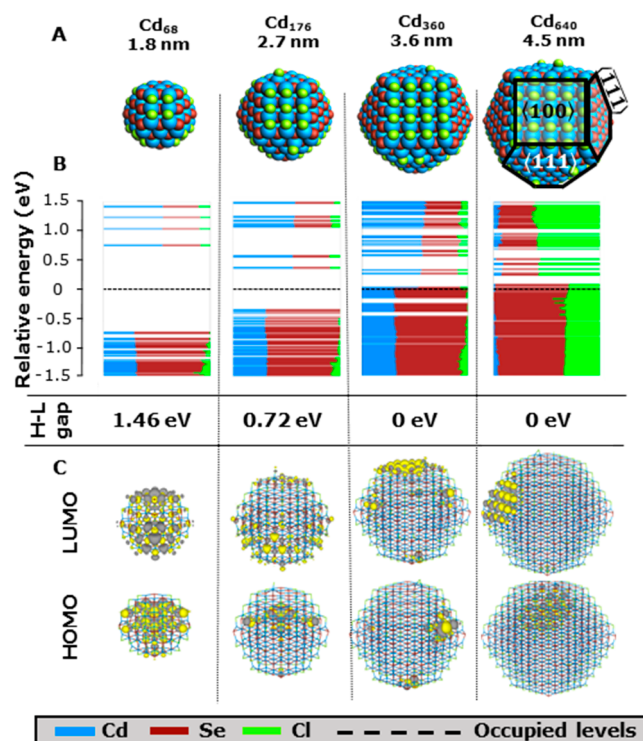 A
Cd68 Cd176 Cd360 Cd640
1.8 nm 2.7 nm 3.6 nm 4.5 nm
⟨111⟩
⟨100⟩
⟨111⟩
B
Relative energy (eV)
1.5
1.0
0.5
0
-0.5
-1.0
-1.5
H-L gap
1.46 eV 0.72 eV 0 eV 0 eV
C
LUMO
HOMO
Cd Se Cl Occupied levels